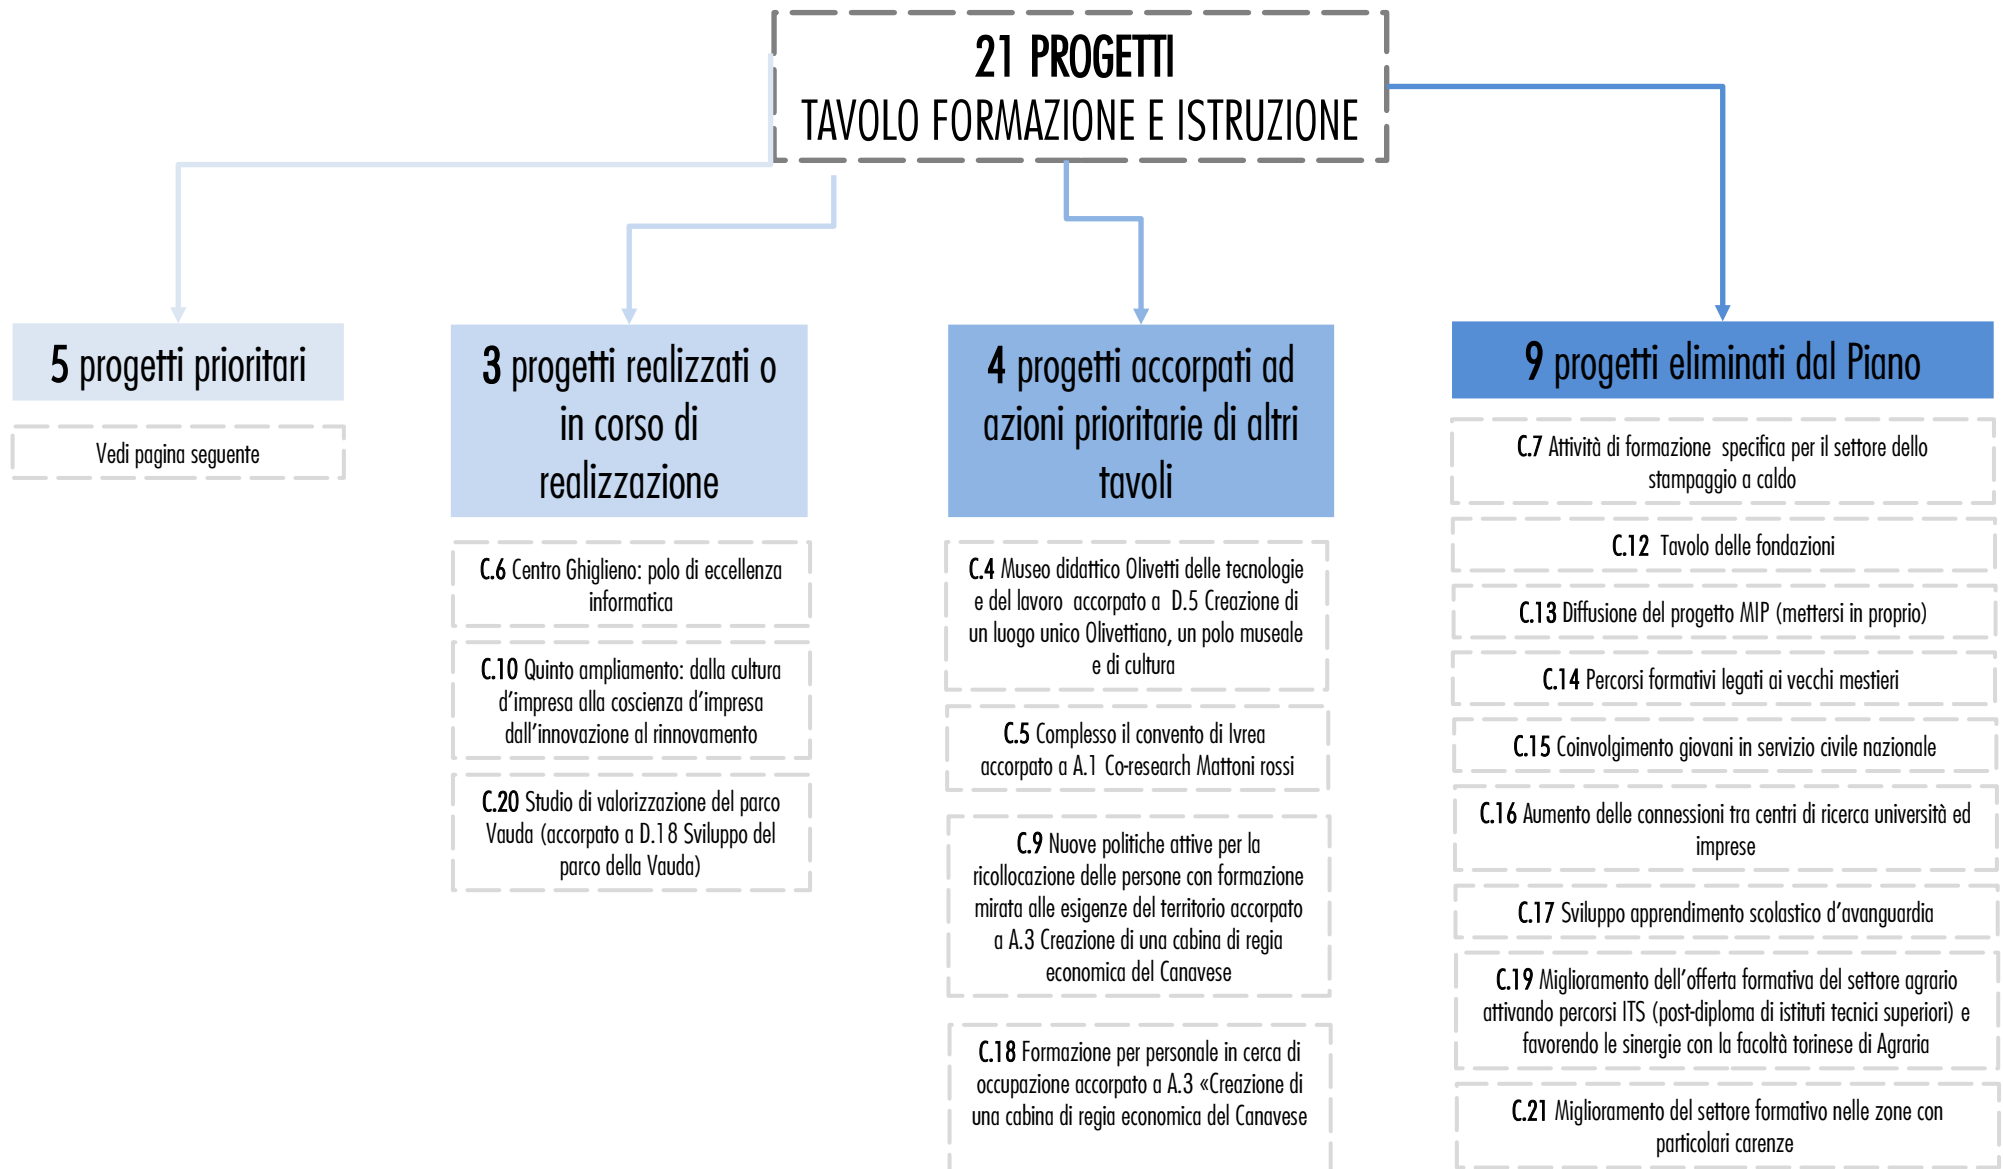 21 PROGETTI
TAVOLO FORMAZIONE E ISTRUZIONE
5 progetti prioritari
Vedi pagina seguente
3 progetti realizzati o
in corso di
realizzazione
C.6 Centro Ghiglieno: polo di eccellenza
informatica
C.10 Quinto ampliamento: dalla cultura
d’impresa alla coscienza d’impresa
dall’innovazione al rinnovamento
C.20 Studio di valorizzazione del parco
Vauda (accorpato a D.18 Sviluppo del
parco della Vauda)
4 progetti accorpati ad
azioni prioritarie di altri
tavoli
C.4 Museo didattico Olivetti delle tecnologie
e del lavoro accorpato a D.5 Creazione di
un luogo unico Olivettiano, un polo museale
e di cultura
C.5 Complesso il convento di Ivrea
accorpato a A.1 Co-research Mattoni rossi
C.9 Nuove politiche attive per la
ricollocazione delle persone con formazione
mirata alle esigenze del territorio accorpato
a A.3 Creazione di una cabina di regia
economica del Canavese
C.18 Formazione per personale in cerca di
occupazione accorpato a A.3 «Creazione di
una cabina di regia economica del Canavese
9 progetti eliminati dal Piano
C.7 Attività di formazione specifica per il settore dello
stampaggio a caldo
C.12 Tavolo delle fondazioni
C.13 Diffusione del progetto MIP (mettersi in proprio)
C.14 Percorsi formativi legati ai vecchi mestieri
C.15 Coinvolgimento giovani in servizio civile nazionale
C.16 Aumento delle connessioni tra centri di ricerca università ed
imprese
C.17 Sviluppo apprendimento scolastico d’avanguardia
C.19 Miglioramento dell’offerta formativa del settore agrario
attivando percorsi ITS (post-diploma di istituti tecnici superiori) e
favorendo le sinergie con la facoltà torinese di Agraria
C.21 Miglioramento del settore formativo nelle zone con
particolari carenze